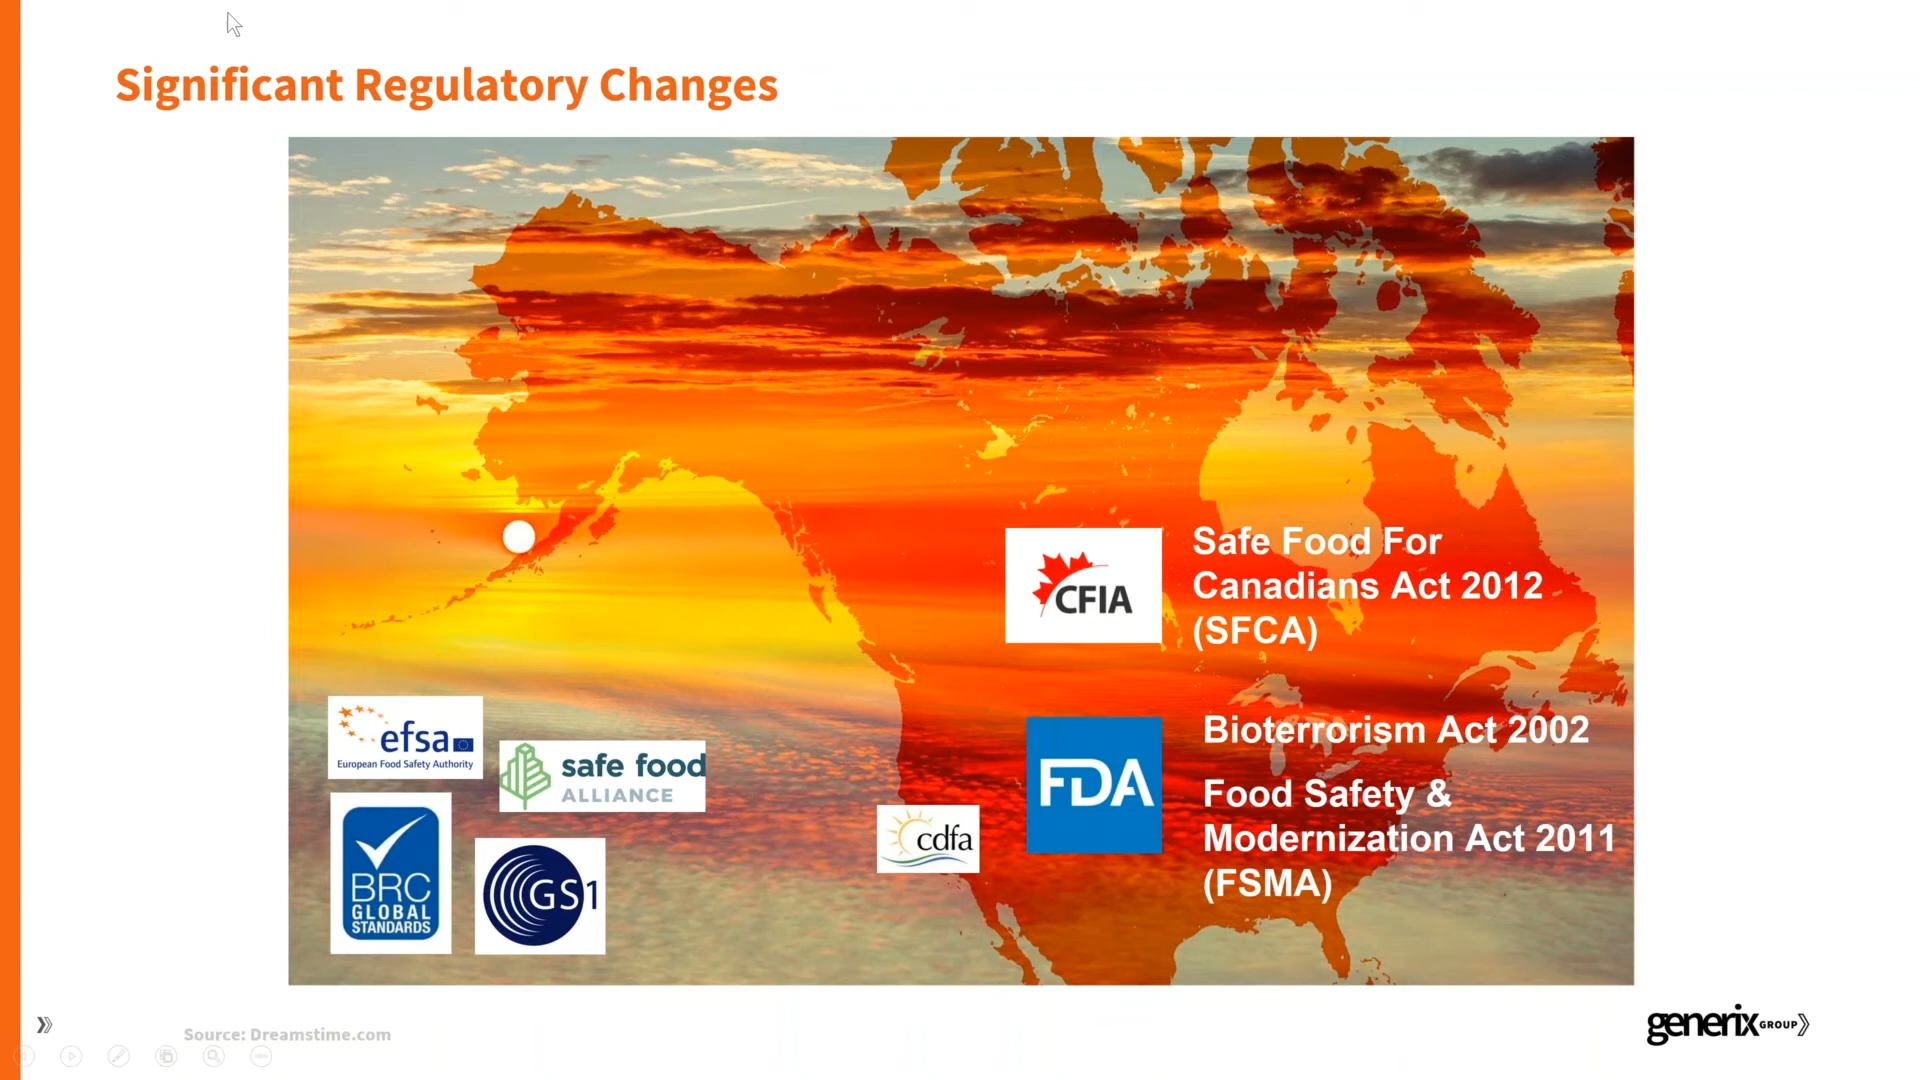 Significant Regulatory Changes
CFIA
Safe Food For
Canadians Act 2012
(SFCA)
efsa
European Food Safety Authority
safe food
ALLIANCE
BRC
GLOBAL
STANDARDS
GS1
cdfa
FDA
Bioterrorism Act 2002
Food Safety &
Modernization Act 2011
(FSMA)
Source: Dreamstime.com
generix GROUP